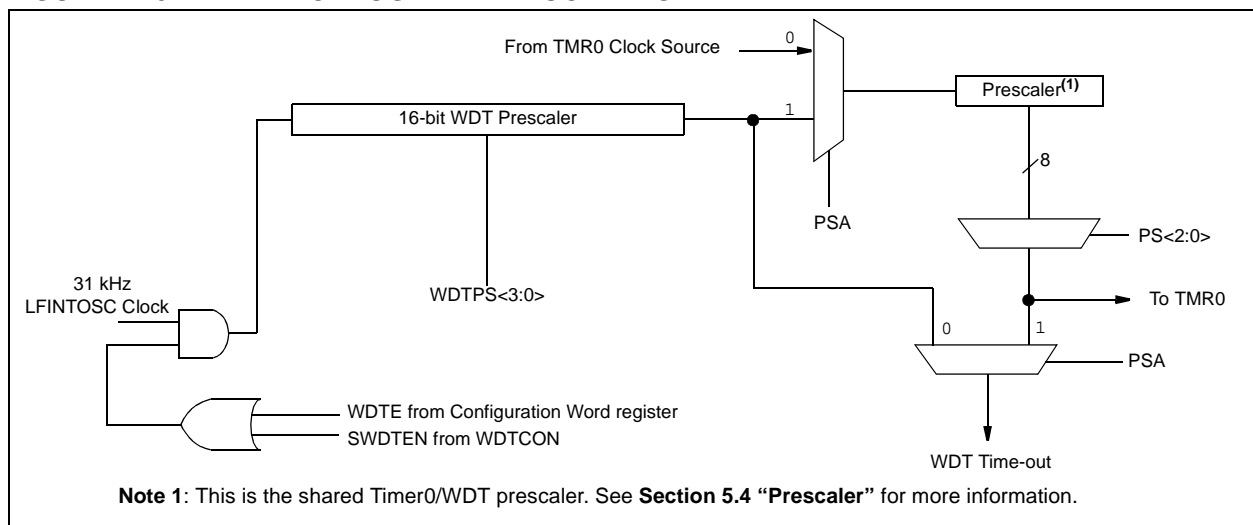 From TMR0 Clock Source
0
Prescaler(1)
16-bit WDT Prescaler
1
8
PSA
PS<2:0>
31 kHz
LFINTOSC Clock
WDTPS<3:0>
To TMR0
0
1
PSA
WDTE from Configuration Word register
SWDTEN from WDTCON
WDT Time-out
Note 1: This is the shared Timer0/WDT prescaler. See Section 5.4 “Prescaler” for more information.